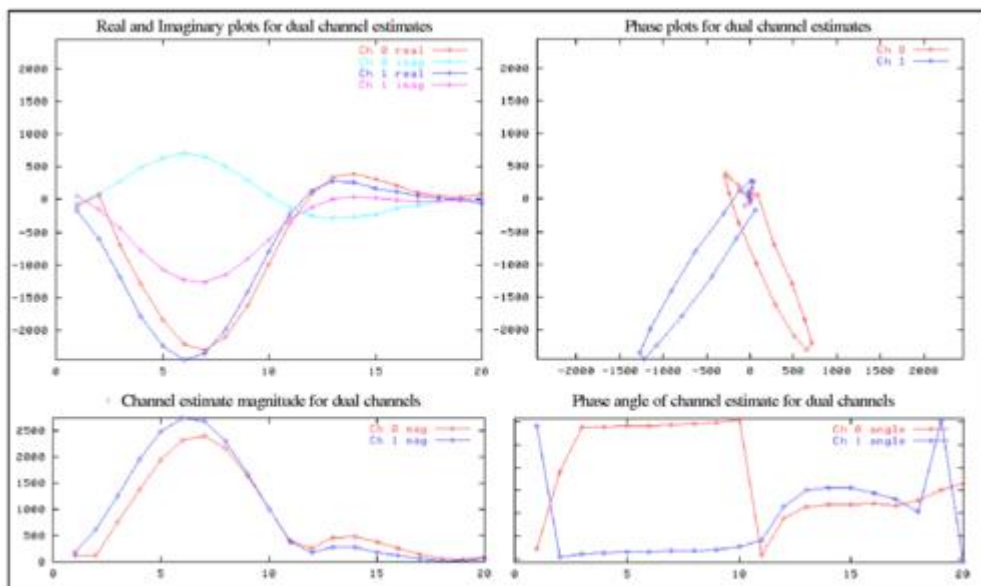 Real and Imaginary plots for dual channel estimates
Ch 0 real
Ch 0 imag
Ch 1 real
Ch 1 imag
2000
1500
1000
500
0
-500
-1000
-1500
-2000
0 5 10 15 20
Phase plots for dual channel estimates
Ch 0
Ch 1
2000
1500
1000
500
0
-500
-1000
-1500
-2000
-2000 -1500 -1000 -500 0 500 1000 1500 2000
Channel estimate magnitude for dual channels
Ch 0 mag
Ch 1 mag
2500
2000
1500
1000
500
0
0 5 10 15 20
Phase angle of channel estimate for dual channels
Ch 0 angle
Ch 1 angle
0 5 10 15 20